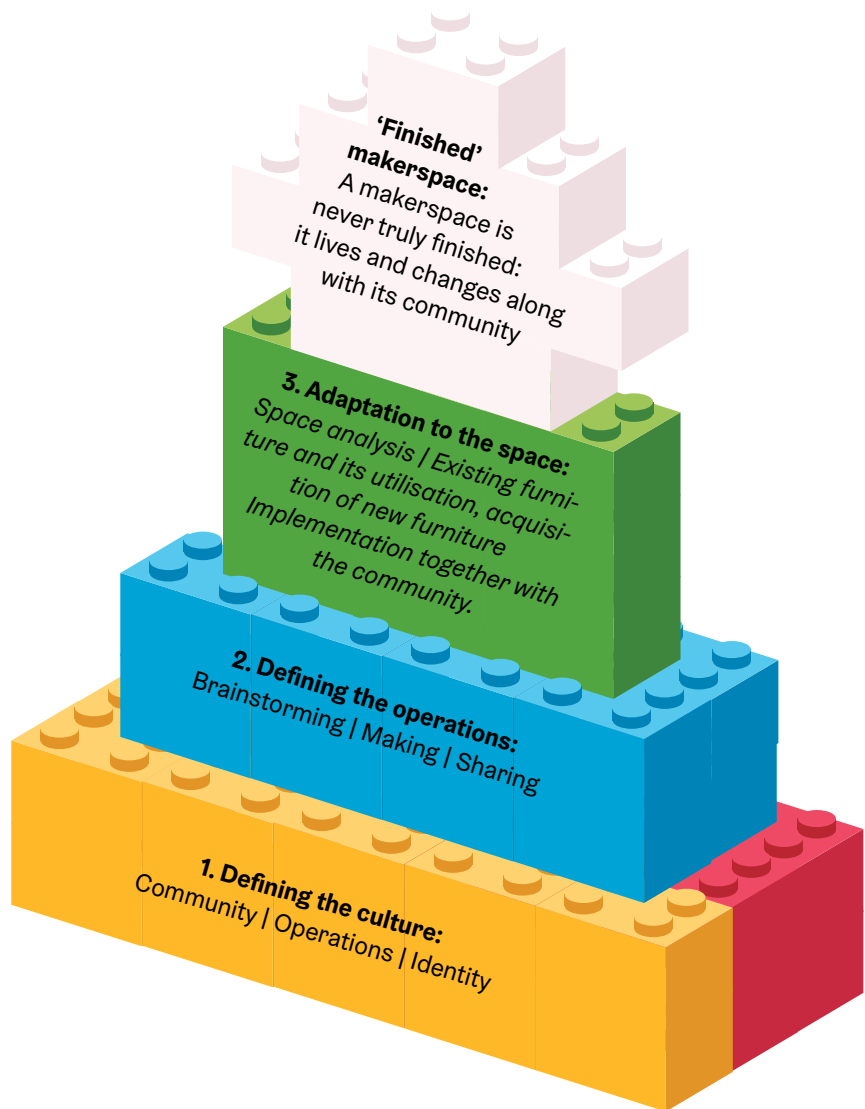 ‘Finished’
makerspace:
A makerspace is
never truly finished:
it lives and changes along
with its community
3. Adaptation to the space:
Space analysis | Existing furni-
ture and its utilisation, acquisi-
tion of new furniture
Implementation together with
the community.
2. Defining the operations:
Brainstorming | Making | Sharing
1. Defining the culture:
Community | Operations | Identity